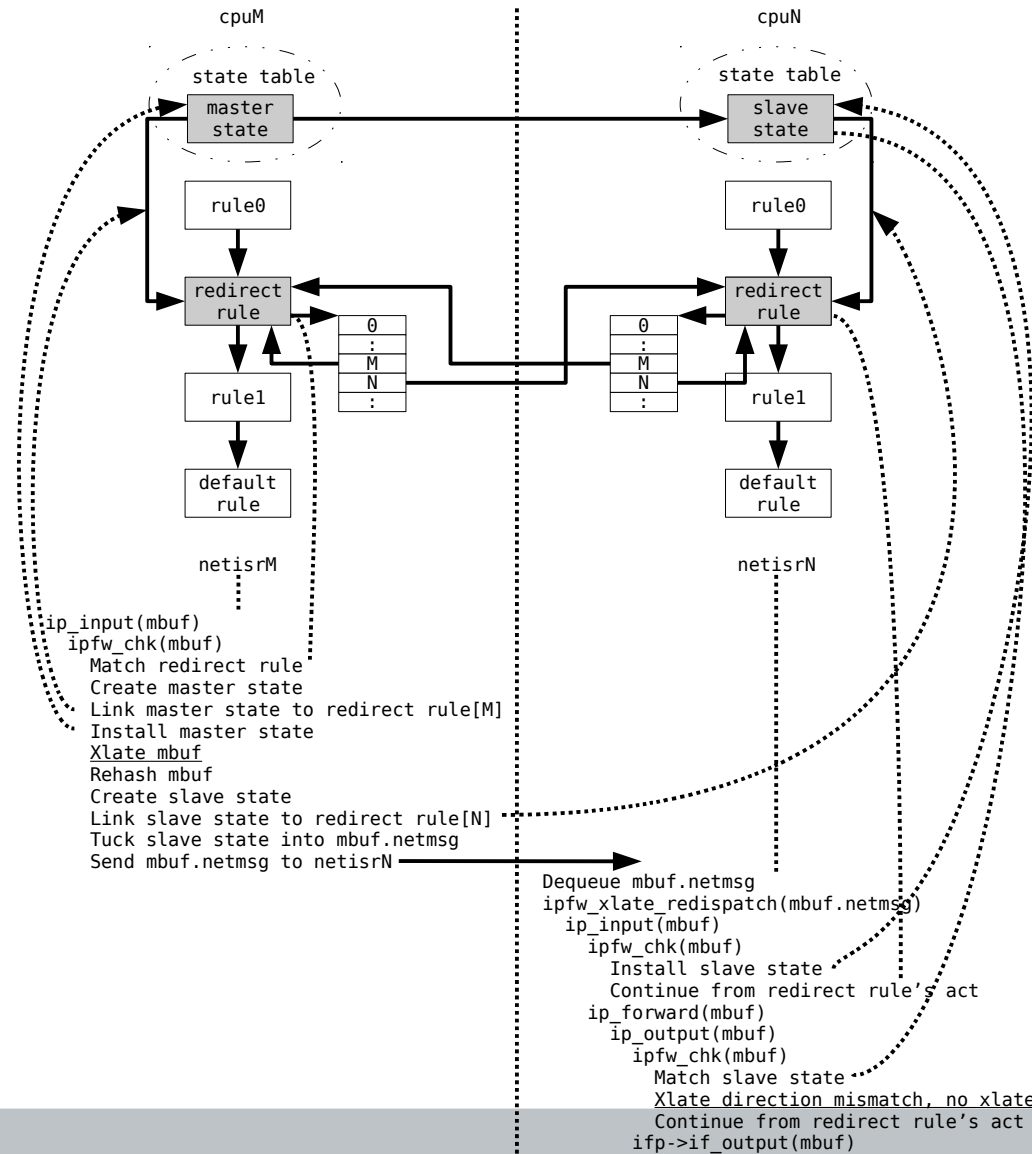 cpuM
cpuN
state table
state table
master
state
slave
state
rule0
rule0
redirect
rule
redirect
rule
0
:
M
N
:
0
:
M
N
:
rule1
rule1
default
rule
default
rule
netisrM
netisrN
ip_input(mbuf)
ipfw_chk(mbuf)
Match redirect rule
Create master state
Link master state to redirect rule[M]
Install master state
Xlate mbuf
Rehash mbuf
Create slave state
Link slave state to redirect rule[N]
Tuck slave state into mbuf.netmsg
Send mbuf.netmsg to netisrN
Dequeue mbuf.netmsg
ipfw_xlate_redispatch(mbuf.netmsg)
ip_input(mbuf)
ipfw_chk(mbuf)
Install slave state
Continue from redirect rule’s act
ip_forward(mbuf)
ip_output(mbuf)
ipfw_chk(mbuf)
Match slave state
Xlate direction mismatch, no xlate
Continue from redirect rule’s act
ifp->if_output(mbuf)